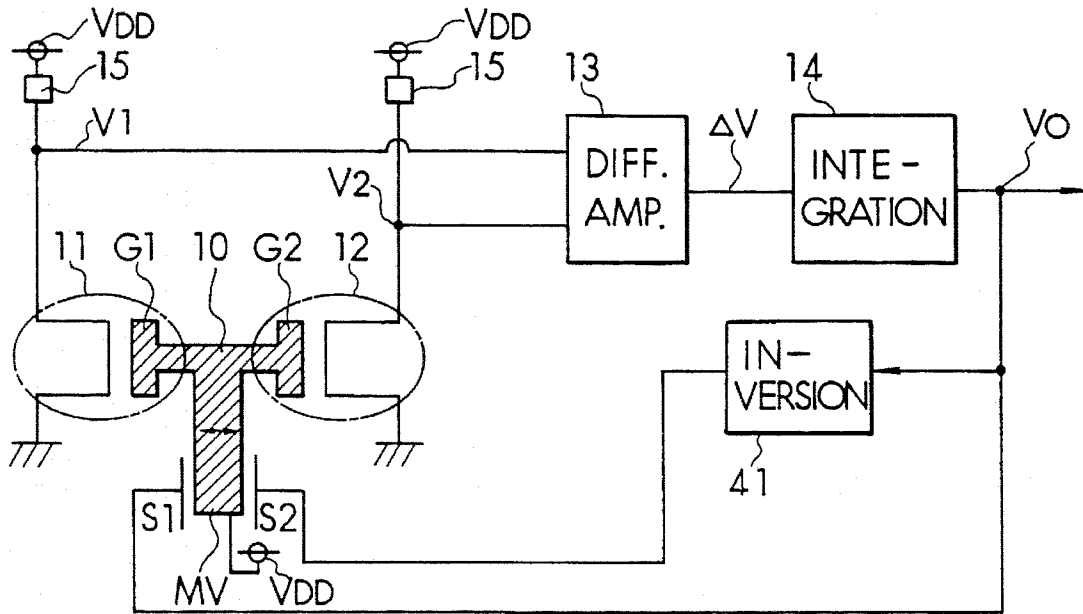 VDD
VDD
15
15
13
14
V1
ΔV
VO
DIFF.
AMP.
INTE-
GRATION
V2
11
G1
10
G2
12
IN-
VERSION
41
S1
S2
MV
VDD